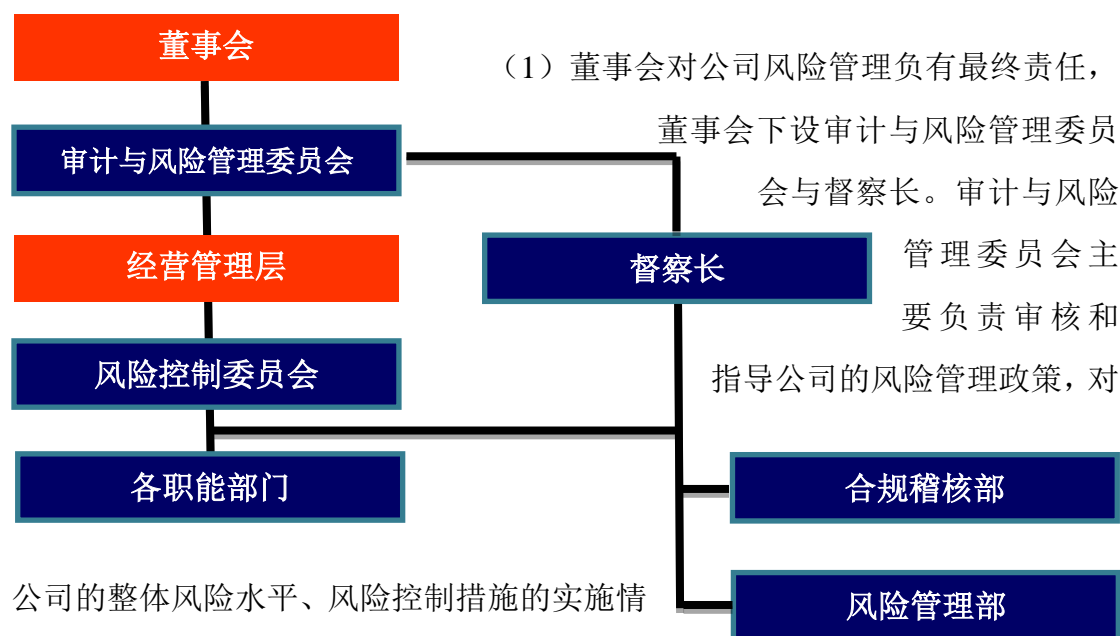 董事会
（1）董事会对公司风险管理负有最终责任，
董事会下设审计与风险管理委员
审计与风险管理委员会
会与督察长。审计与风险
经营管理层
督察长
管理委员会主
要负责审核和
风险控制委员会
指导公司的风险管理政策，对
各职能部门
合规稽核部
公司的整体风险水平、风险控制措施的实施情
风险管理部